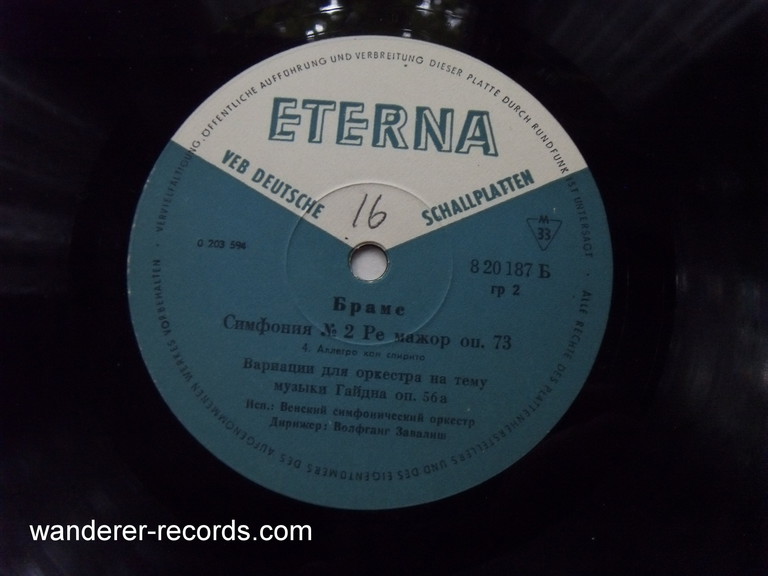 ETERNA
VEB DEUTSCHE SCHALLPLATTEN
16
M
33
0 203 594
8 20 187 Б
гр 2
Брамс
Симфония № 2 Ре мажор оп. 73
4. Аллегро кон спирито
Вариации для оркестра на тему
музыки Гайдна оп. 56а
Исп.: Венский симфонический оркестр
Дирижер: Волфганг Завалиш
ALLE RECHTE DES PLATTENHERSTELLERS UND DES EIGENTÜMERS DES AUFGENOMMENEN WERKES VORBEHALTEN · VERVIELFÄLTIGUNG, ÖFFENTLICHE AUFFÜHRUNG UND VERBREITUNG DIESER PLATTE DURCH RUNDFUNK IST UNTERSAGT ·
wanderer-records.com